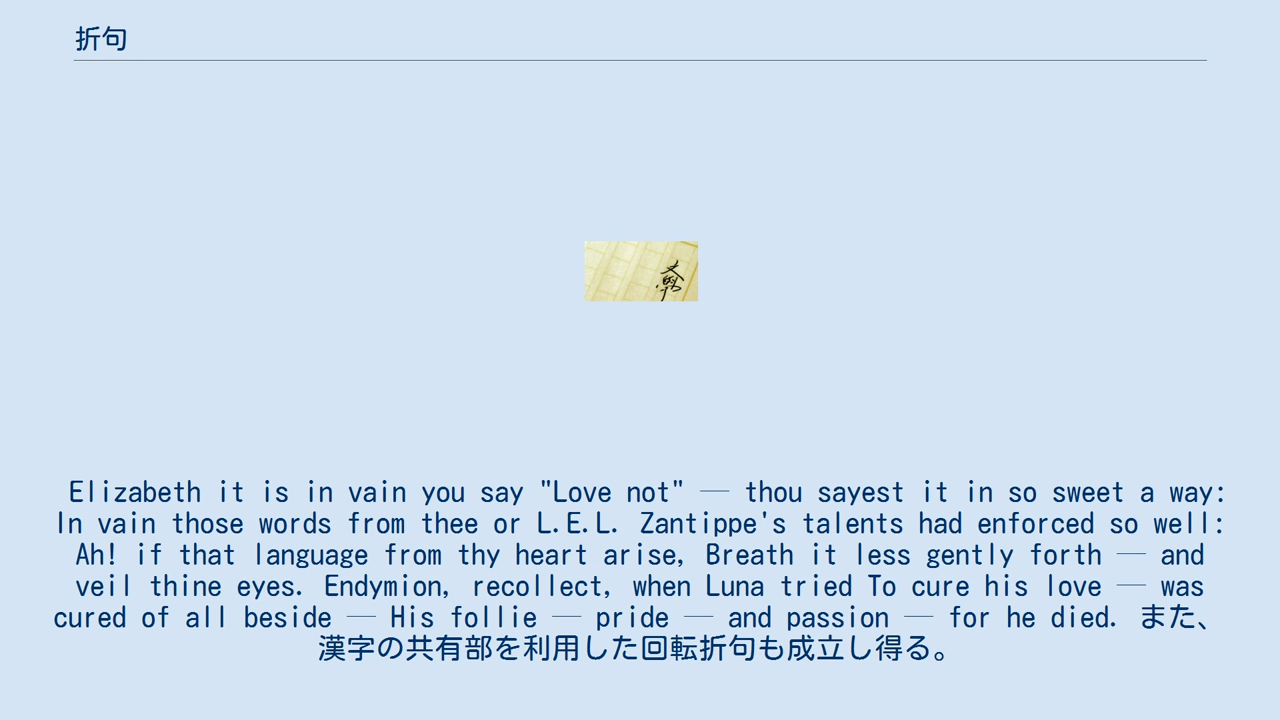 折句
Elizabeth it is in vain you say "Love not" — thou sayest it in so sweet a way:
In vain those words from thee or L.E.L. Zantippe's talents had enforced so well:
Ah! if that language from thy heart arise, Breath it less gently forth — and
veil thine eyes. Endymion, recollect, when Luna tried To cure his love — was
cured of all beside — His follie — pride — and passion — for he died. また、
漢字の共有部を利用した回転折句も成立し得る。